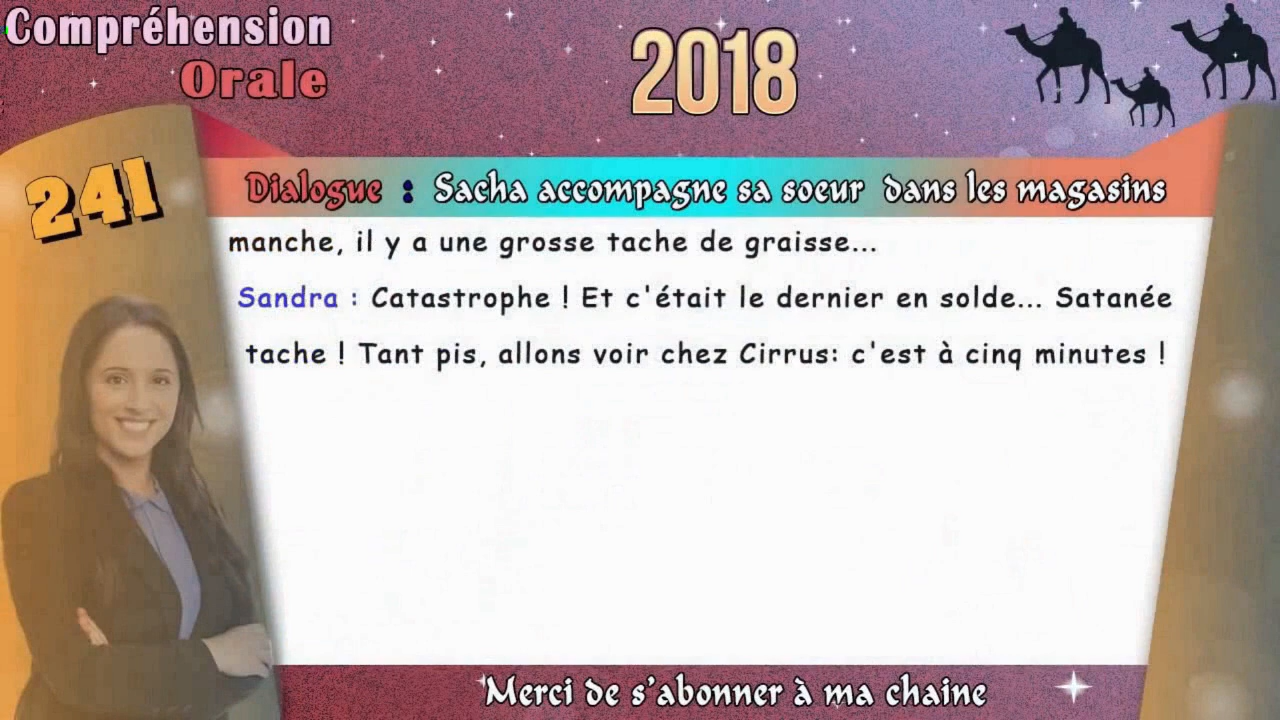 Compréhension
Orale
2018
241
Dialogue : Sacha accompagne sa soeur dans les magasins
manche, il y a une grosse tache de graisse...
Sandra : Catastrophe ! Et c'était le dernier en solde... Satanée
tache ! Tant pis, allons voir chez Cirrus: c'est à cinq minutes !
Merci de s'abonner à ma chaine